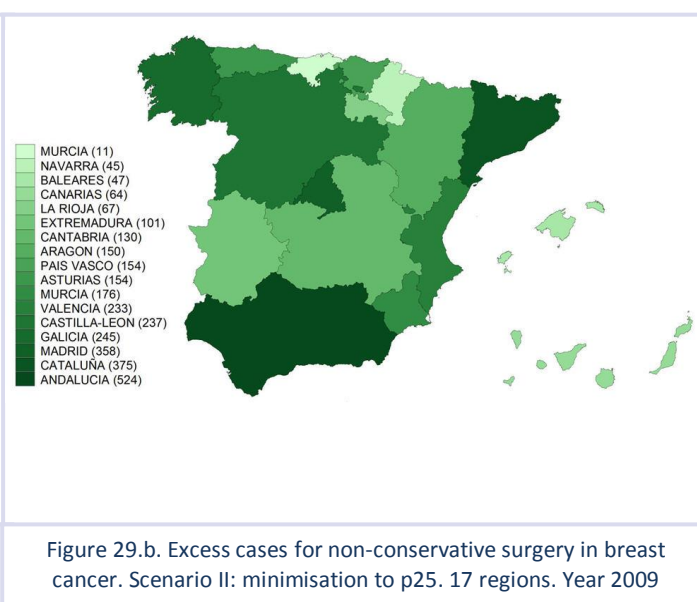 MURCIA (11)
NAVARRA (45)
BALEARES (47)
CANARIAS (64)
LA RIOJA (67)
EXTREMADURA (101)
CANTABRIA (130)
ARAGON (150)
PAIS VASCO (154)
ASTURIAS (154)
MURCIA (176)
VALENCIA (233)
CASTILLA-LEON (237)
GALICIA (245)
MADRID (358)
CATALUÑA (375)
ANDALUCIA (524)
Figure 29.b. Excess cases for non-conservative surgery in breast
cancer. Scenario II: minimisation to p25. 17 regions. Year 2009